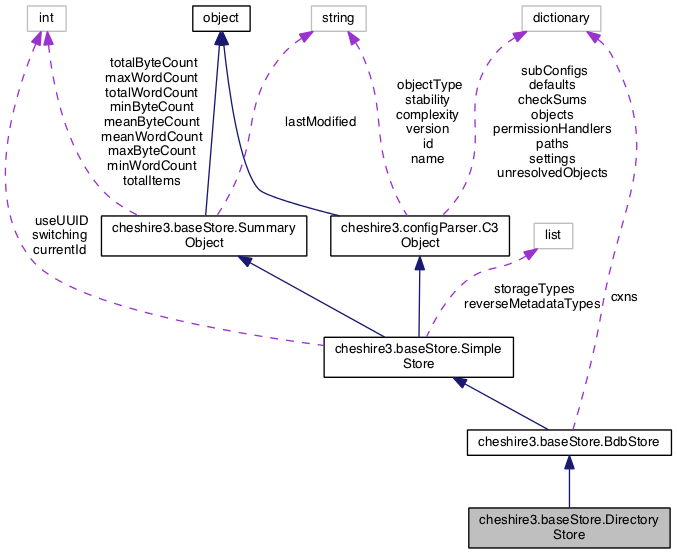 int
object
string
dictionary
totalByteCount
maxWordCount
totalWordCount
minByteCount
meanByteCount
meanWordCount
maxByteCount
minWordCount
totalItems
lastModified
objectType
stability
complexity
version
id
name
subConfigs
defaults
checkSums
objects
permissionHandlers
paths
settings
unresolvedObjects
useUUID
switching
currentId
cheshire3.baseStore.Summary
Object
cheshire3.configParser.C3
Object
list
storageTypes
reverseMetadataTypes
cxns
cheshire3.baseStore.Simple
Store
cheshire3.baseStore.BdbStore
cheshire3.baseStore.Directory
Store